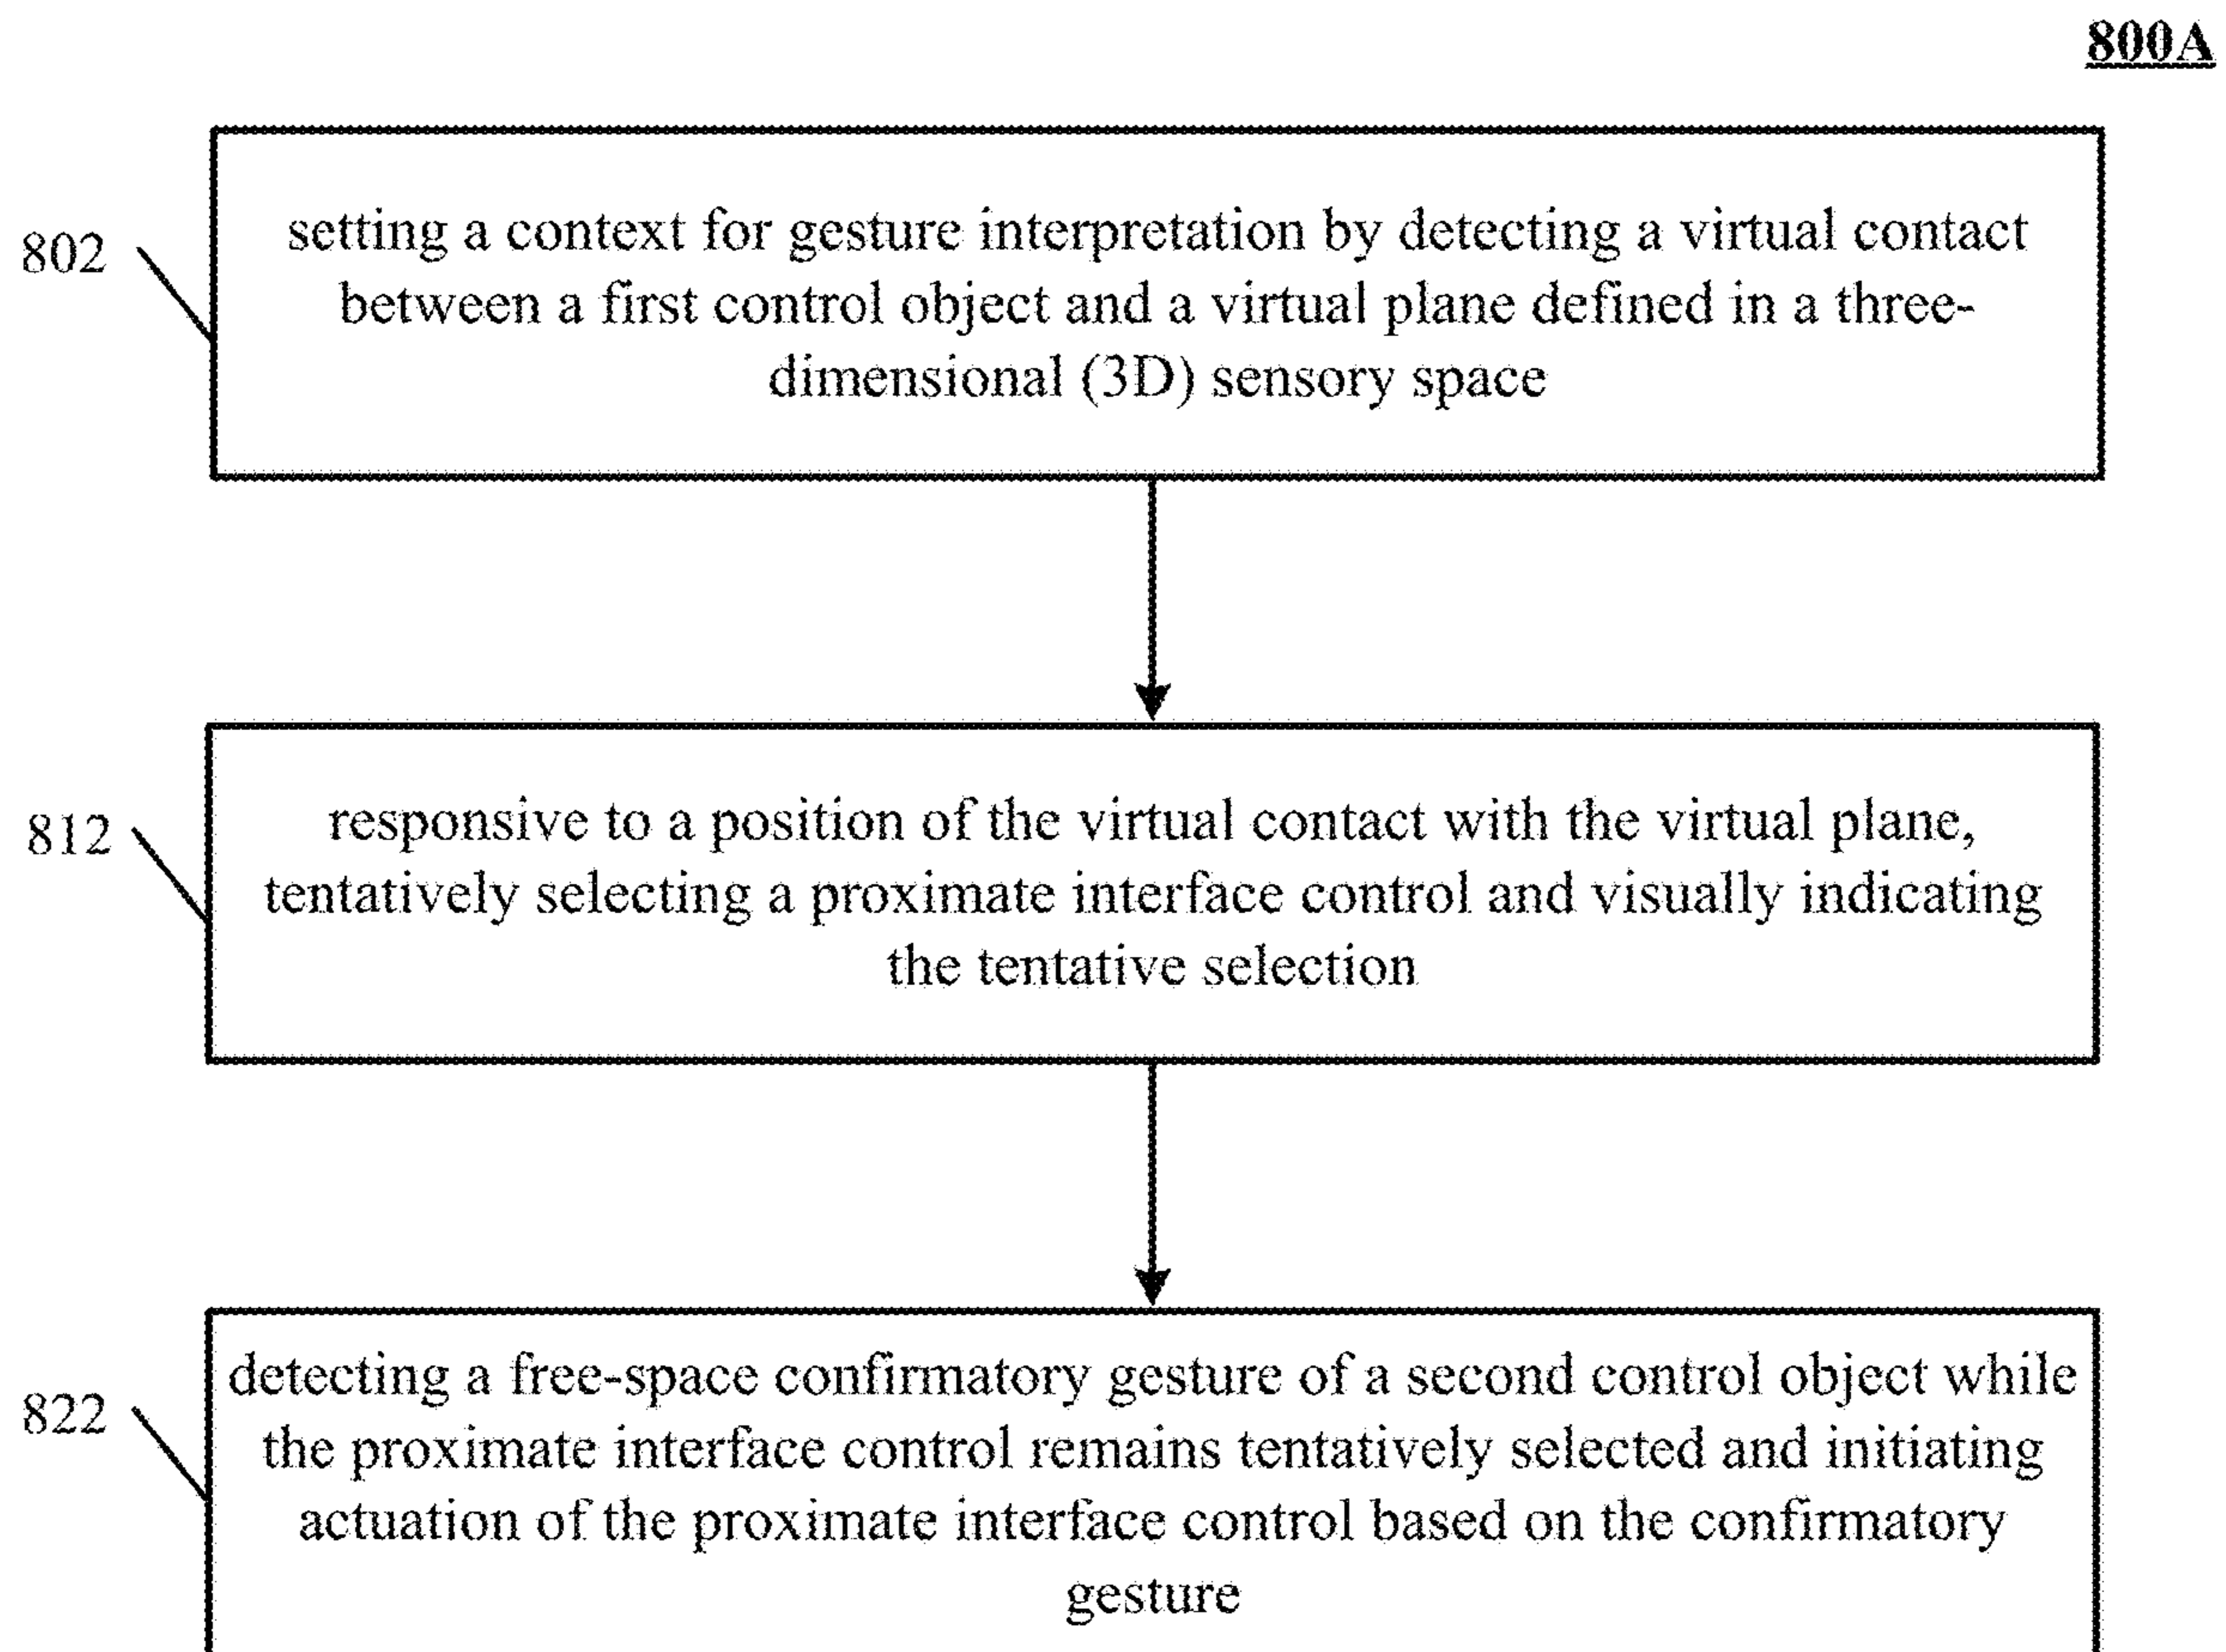 800A
802
setting a context for gesture interpretation by detecting a virtual contact
between a first control object and a virtual plane defined in a three-
dimensional (3D) sensory space
812
responsive to a position of the virtual contact with the virtual plane,
tentatively selecting a proximate interface control and visually indicating
the tentative selection
822
detecting a free-space confirmatory gesture of a second control object while
the proximate interface control remains tentatively selected and initiating
actuation of the proximate interface control based on the confirmatory
gesture